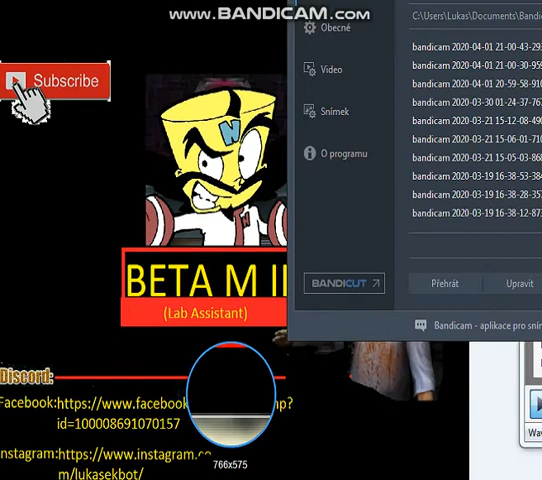 www.BANDICAM.com
C:\Users\Lukas\Documents\Bandi
Obecné
Video
Snímek
O programu
bandicam 2020-04-01 21-00-43-29
bandicam 2020-04-01 21-00-30-95
bandicam 2020-04-01 20-59-58-91
bandicam 2020-03-30 01-24-37-76
bandicam 2020-03-21 15-12-08-49
bandicam 2020-03-21 15-06-01-71
bandicam 2020-03-21 15-05-03-86
bandicam 2020-03-19 16-38-53-38
bandicam 2020-03-19 16-38-28-35
bandicam 2020-03-19 16-38-12-87
BANDICUT
Přehrát
Upravit
Bandicam - aplikace pro sní
Subscribe
N
BETA M II
(Lab Assistant)
Discord:
Facebook:https://www.facebook
hp?
id=100008691070157
nstagram:https://www.instagram.co
m/lukasekbot/
766x575
Wav